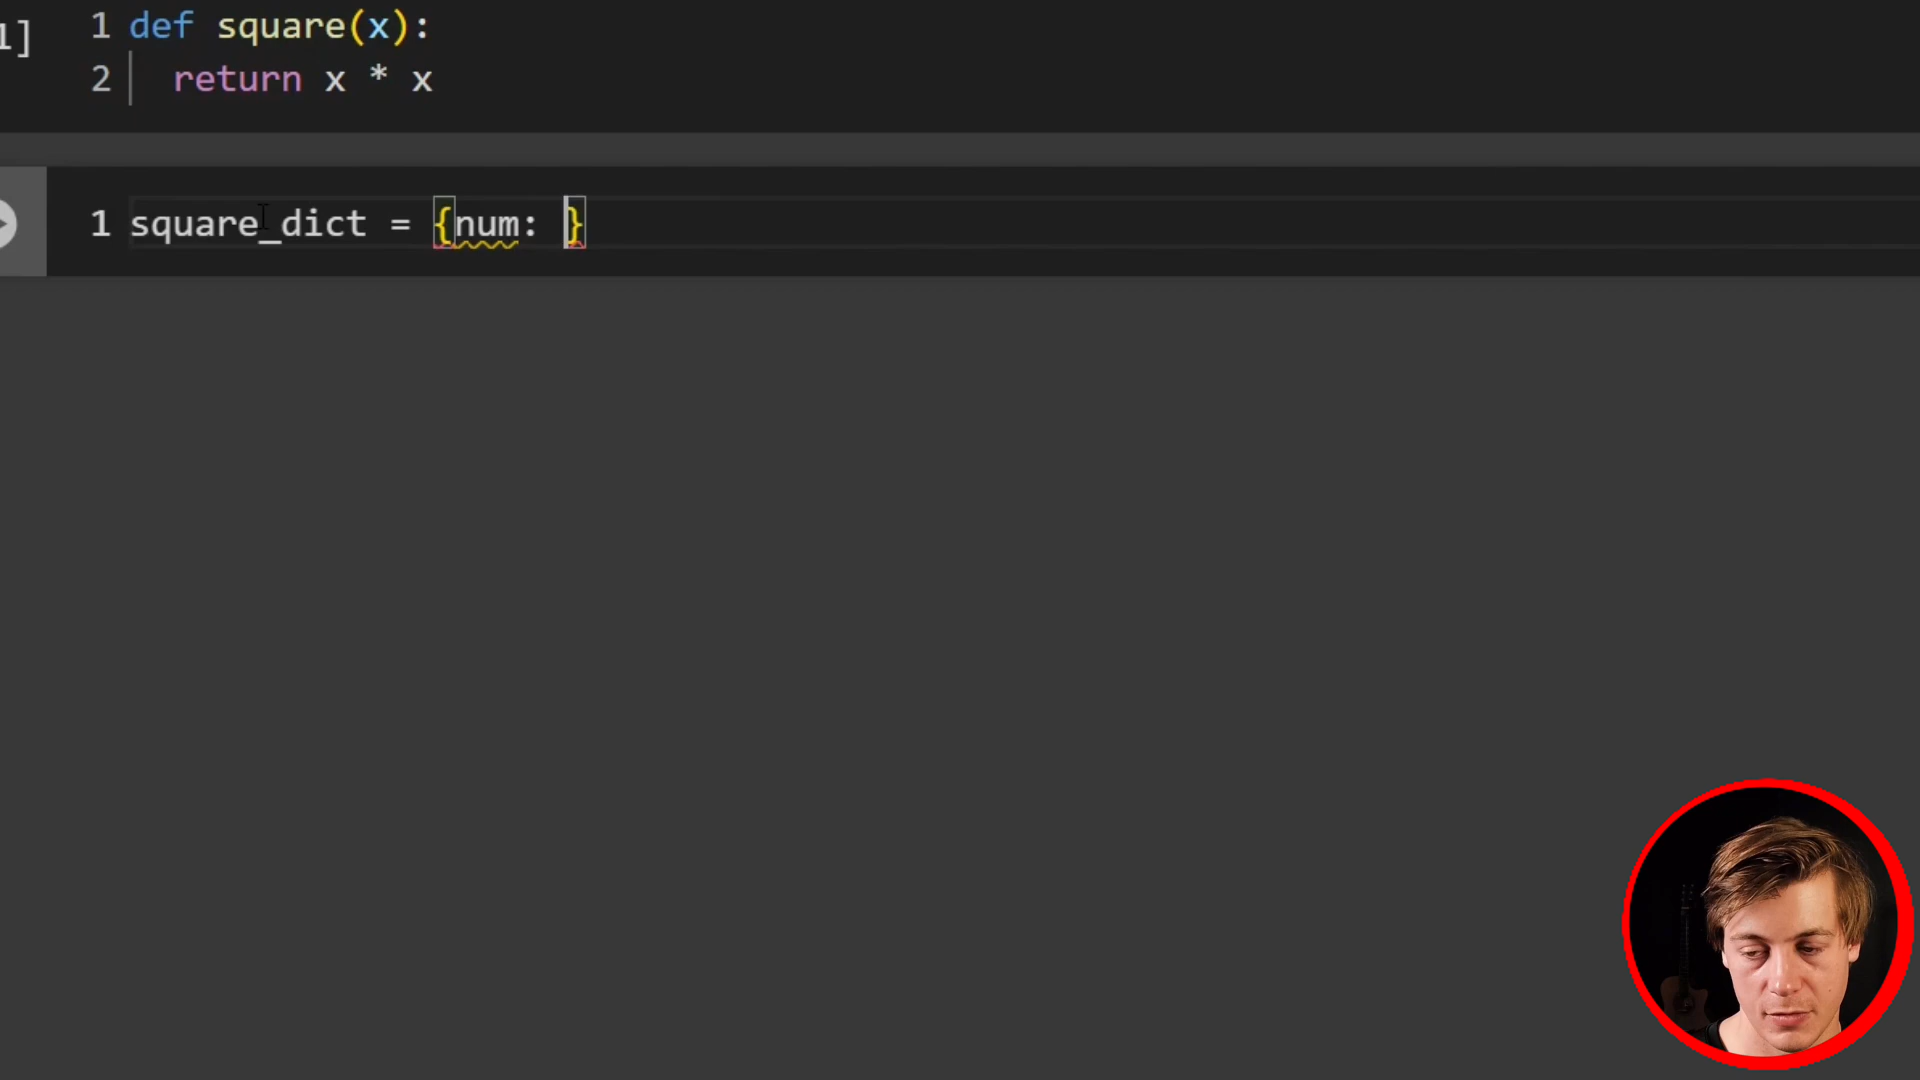 1]
1 def square(x):
2 return x * x
1 square_dict = {num: }